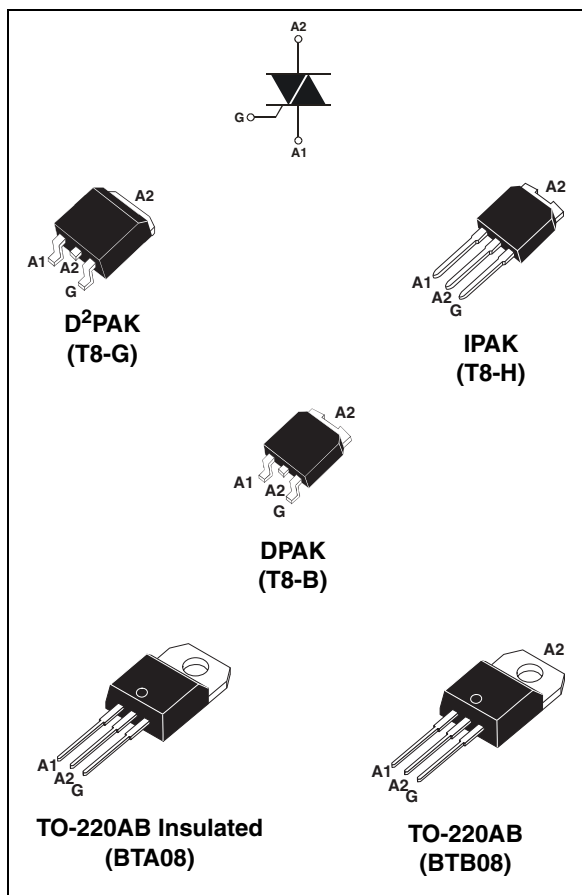 A2
G
A1
A2
A1
A2
G
D²PAK
(T8-G)
A2
A1
A2
G
IPAK
(T8-H)
A2
A1
A2
G
DPAK
(T8-B)
A1
A2
G
TO-220AB Insulated
(BTA08)
A2
A1
A2
G
TO-220AB
(BTB08)